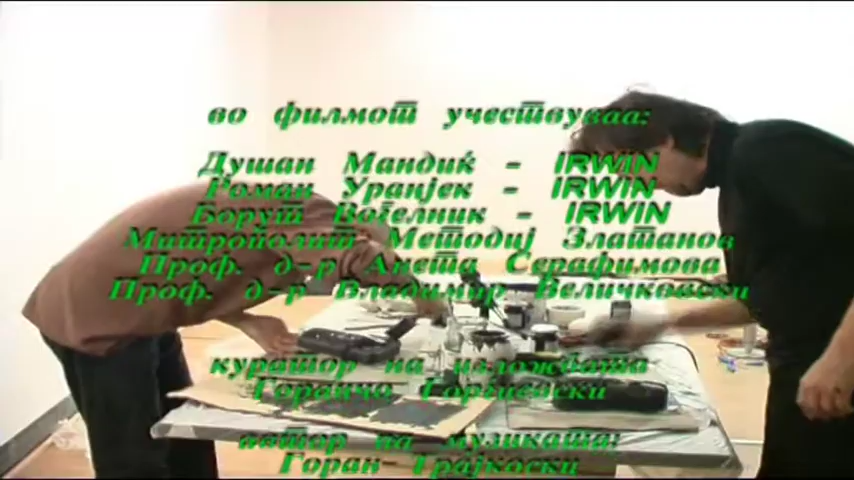 во филмот учествуваа:
Душан Мандиќ - IRWIN
Роман Уранјек - IRWIN
Борут Вогелник - IRWIN
Митрополит Методиј Златанов
Проф. д-р Анета Серафимова
Проф. д-р Владимир Величковски
куратор на изложбата
Горанчо Ѓорѓиевски
автор на музиката:
Горан Трајкоски